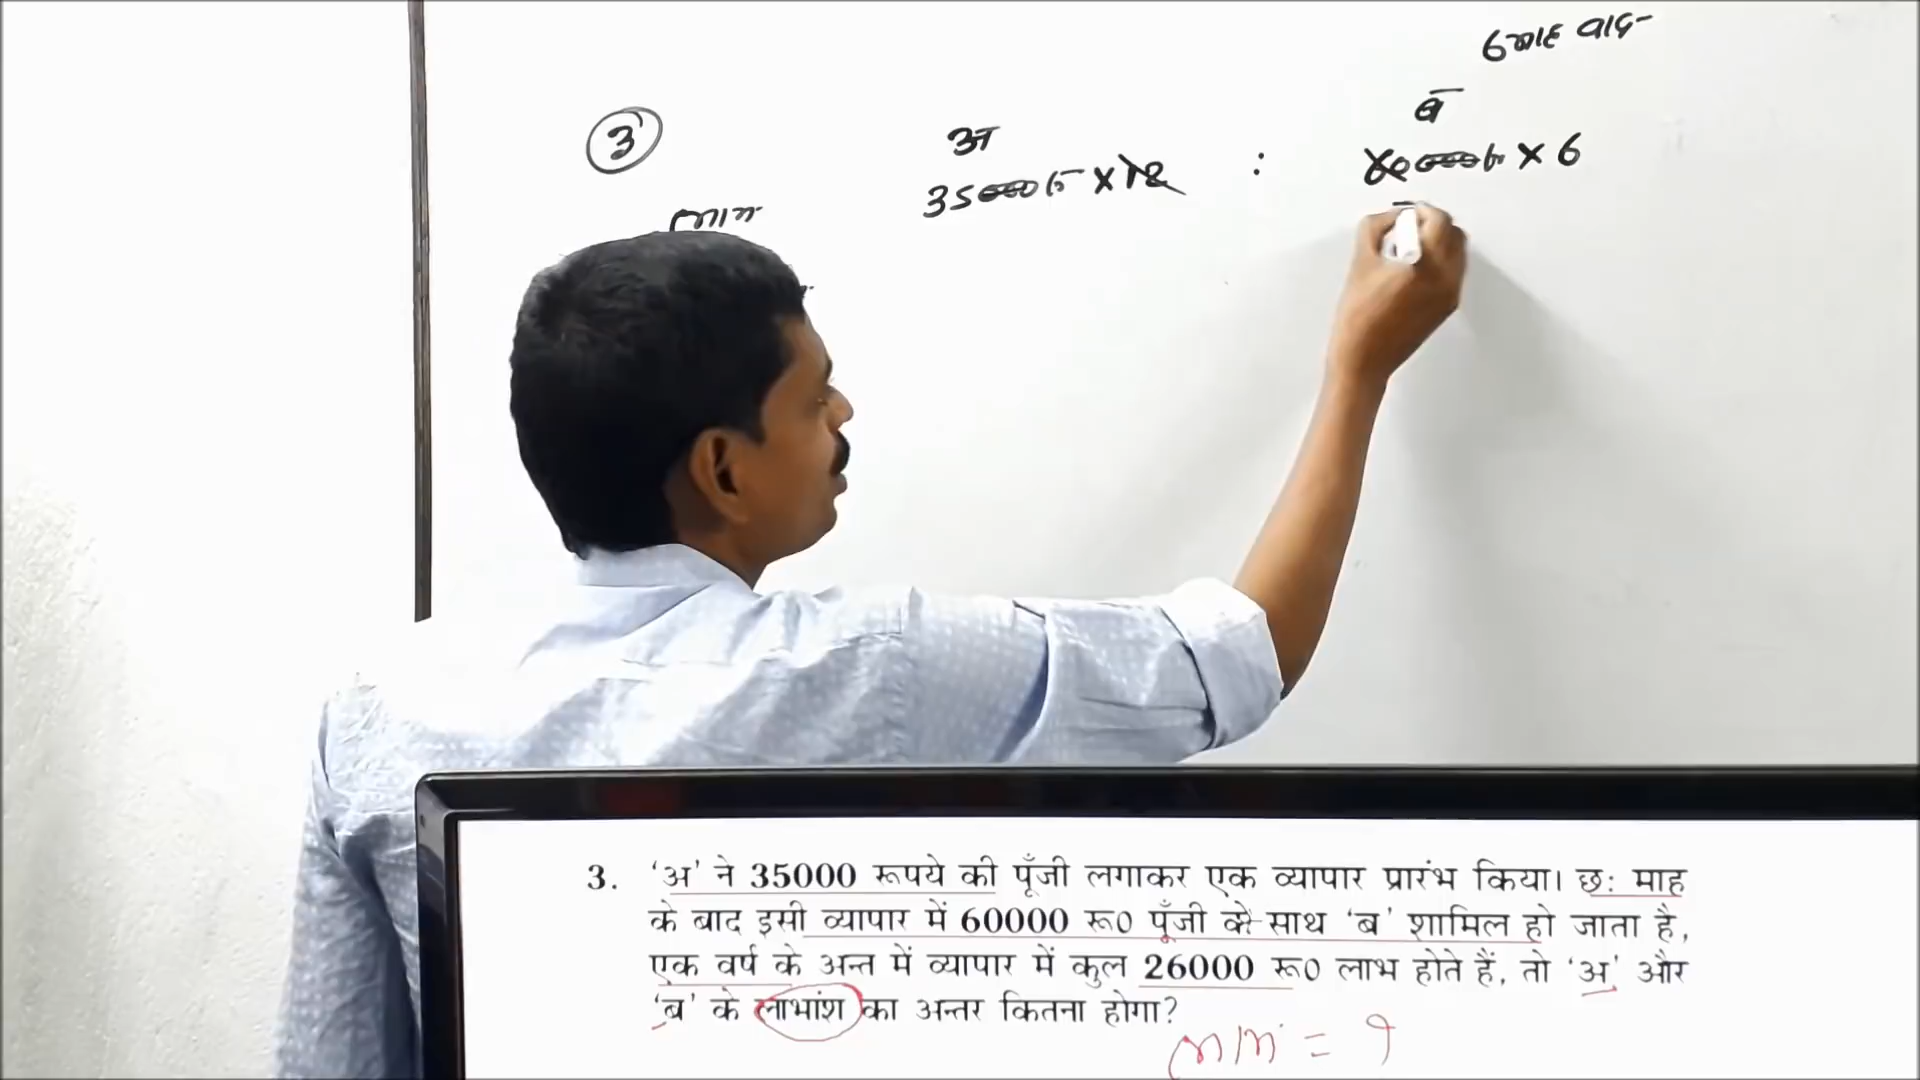 6 माह बाद
③
अ
ब
35000 × 12 : 60000 × 6
लाभ
3. ‘अ’ ने 35000 रूपये की पूँजी लगाकर एक व्यापार प्रारंभ किया। छः माह
के बाद इसी व्यापार में 60000 रू0 पूँजी के साथ ‘ब’ शामिल हो जाता है,
एक वर्ष के अन्त में व्यापार में कुल 26000 रू0 लाभ होते हैं, तो ‘अ’ और
‘ब’ के लाभांश का अन्तर कितना होगा?
= ?